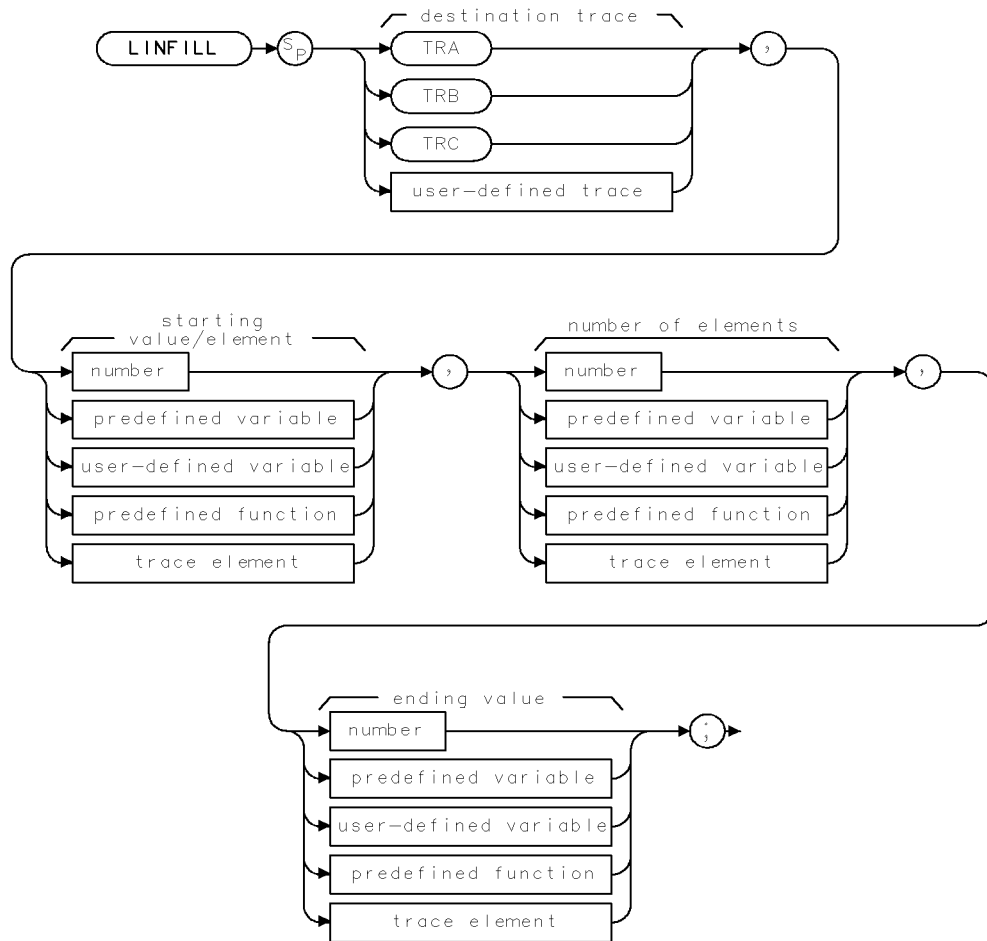 destination trace
LINFILL SP TRA ,
TRB
TRC
user-defined trace
starting
value/element
number of elements
number , number ,
predefined variable predefined variable
user-defined variable user-defined variable
predefined function predefined function
trace element trace element
ending value
number ;
predefined variable
user-defined variable
predefined function
trace element